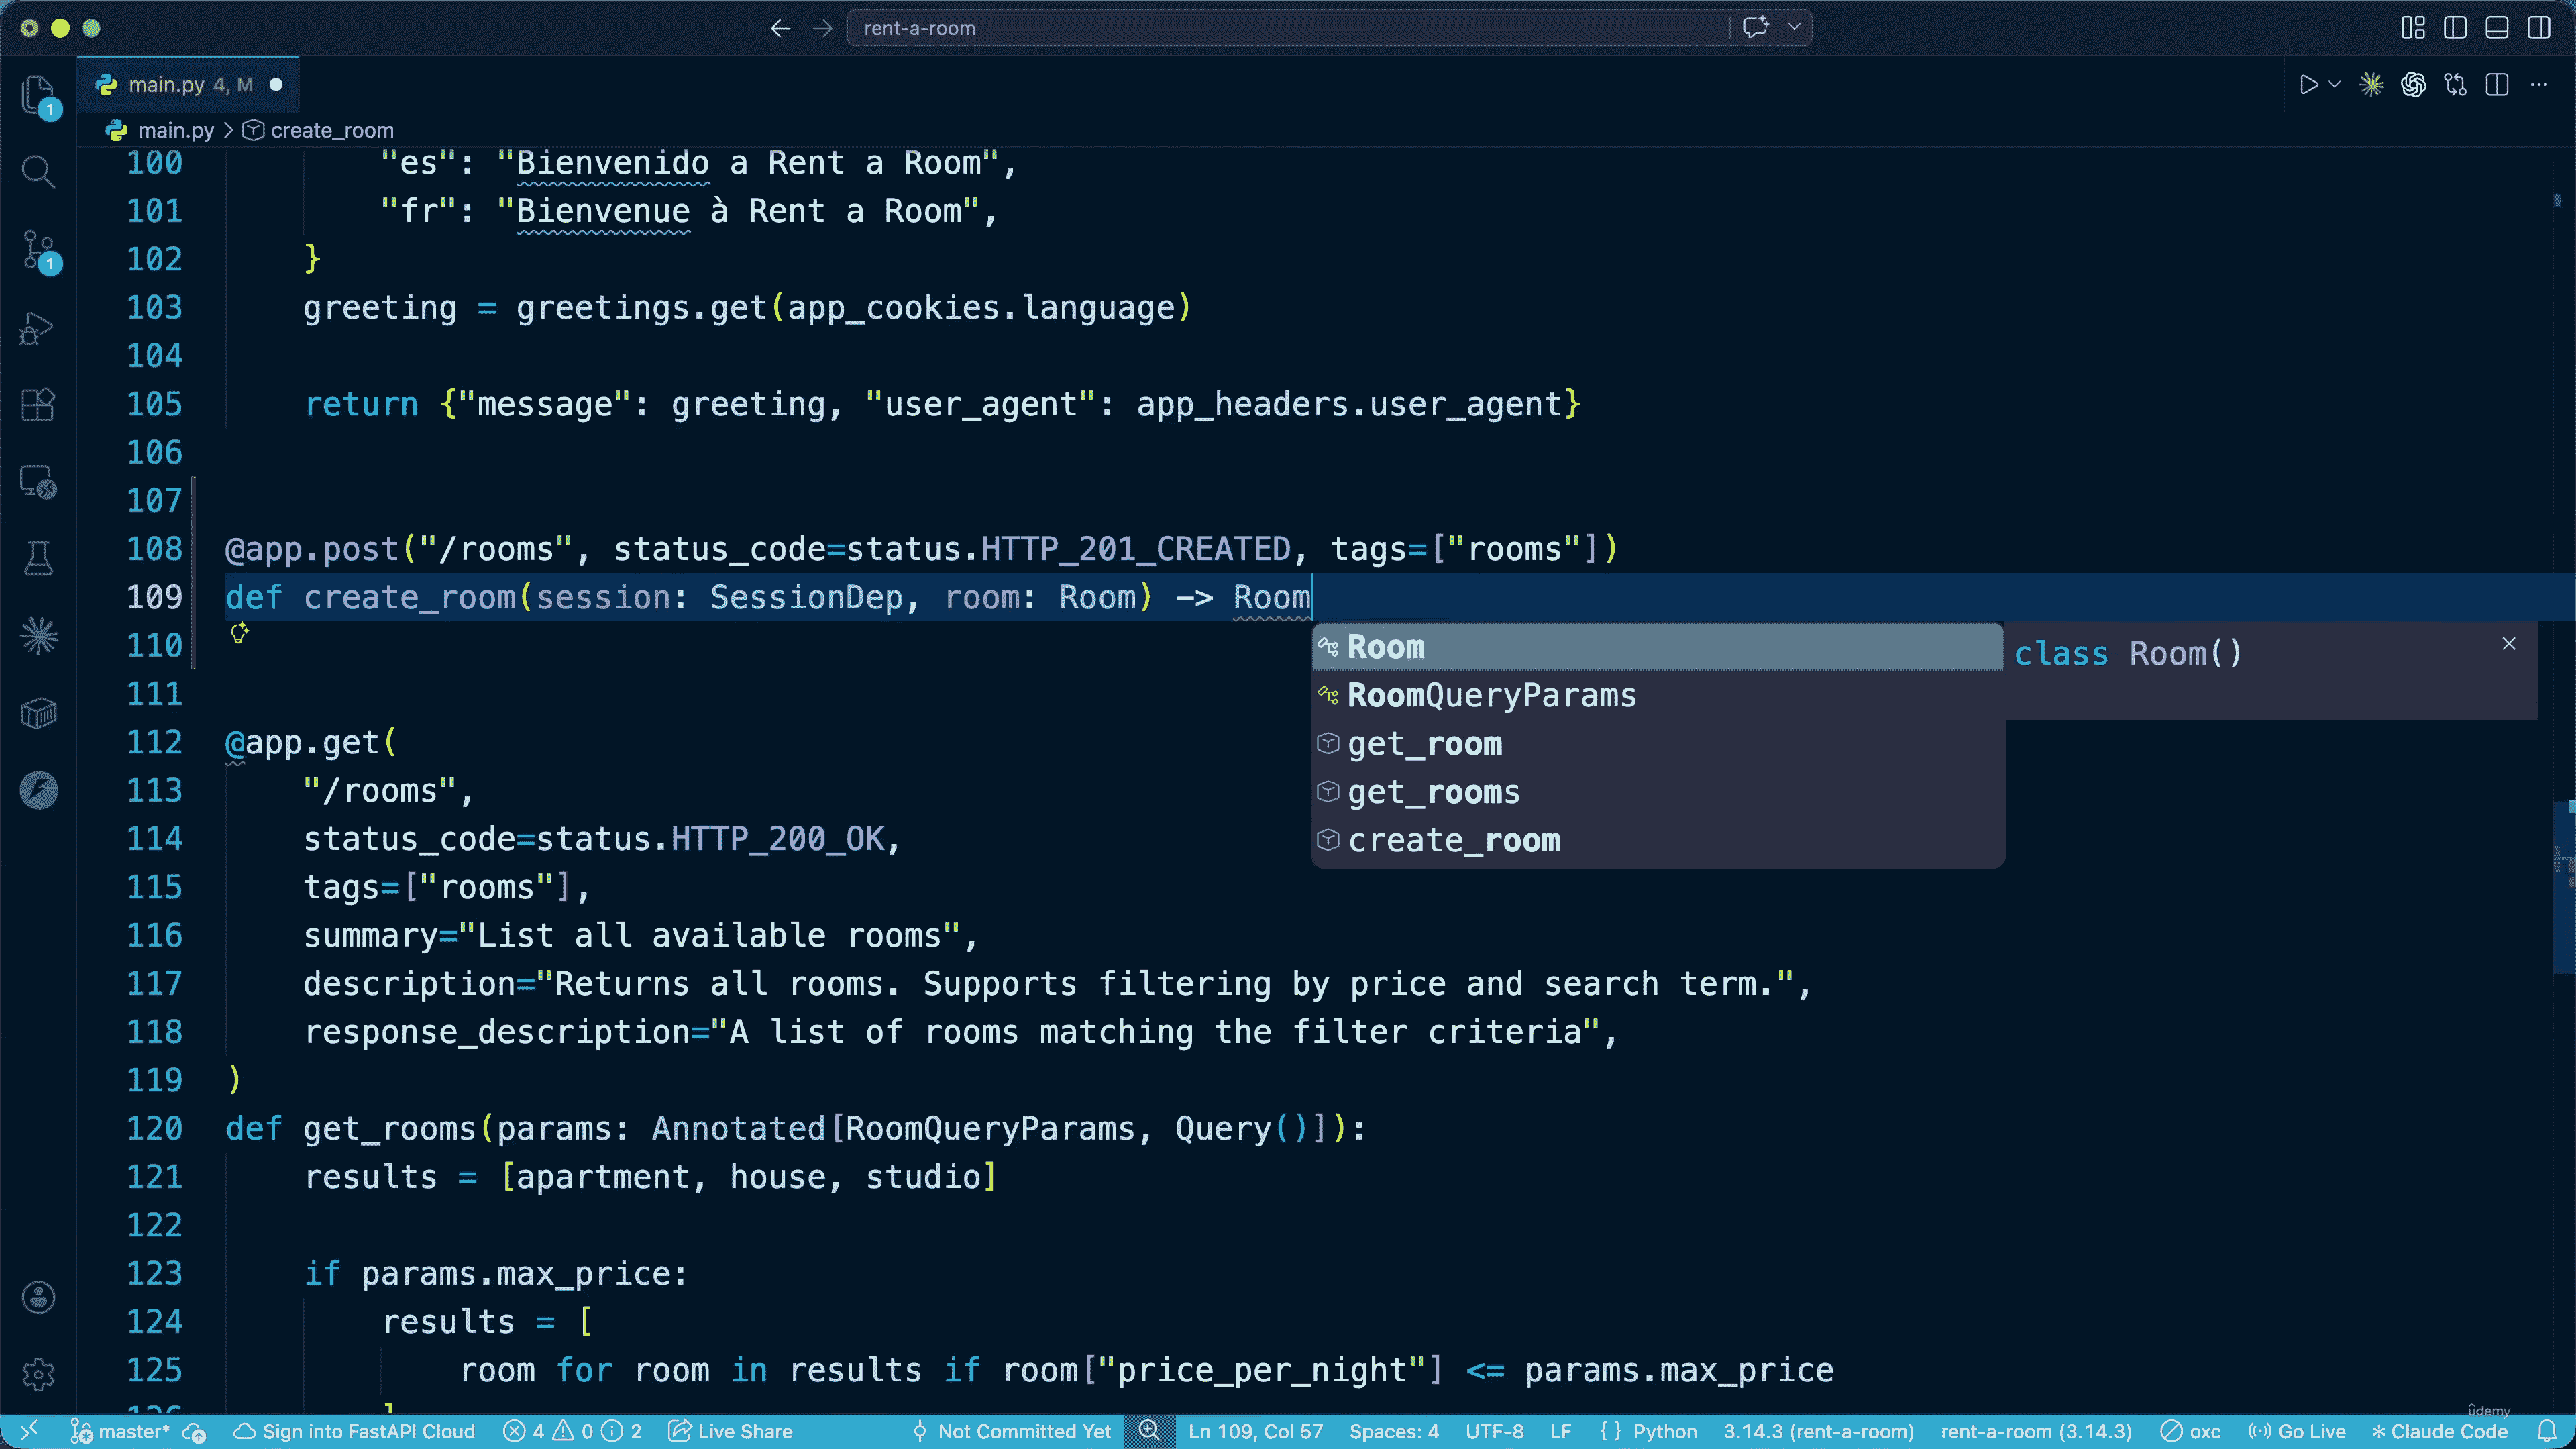 rent-a-room
main.py 4, M
main.py > create_room
1
1
100 "es": "Bienvenido a Rent a Room",
101 "fr": "Bienvenue à Rent a Room",
102 }
103 greeting = greetings.get(app_cookies.language)
104
105 return {"message": greeting, "user_agent": app_headers.user_agent}
106
107
108 @app.post("/rooms", status_code=status.HTTP_201_CREATED, tags=["rooms"])
109 def create_room(session: SessionDep, room: Room) -> Room
110
111
112 @app.get(
113 "/rooms",
114 status_code=status.HTTP_200_OK,
115 tags=["rooms"],
116 summary="List all available rooms",
117 description="Returns all rooms. Supports filtering by price and search term.",
118 response_description="A list of rooms matching the filter criteria",
119 )
120 def get_rooms(params: Annotated[RoomQueryParams, Query()]):
121 results = [apartment, house, studio]
122
123 if params.max_price:
124 results = [
125 room for room in results if room["price_per_night"] <= params.max_price
126 ]
Room
RoomQueryParams
get_room
get_rooms
create_room
class Room()
udemy
master* Sign into FastAPI Cloud 4 0 2 Live Share Not Committed Yet Ln 109, Col 57 Spaces: 4 UTF-8 LF { } Python 3.14.3 (rent-a-room) rent-a-room (3.14.3) oxc Go Live Claude Code